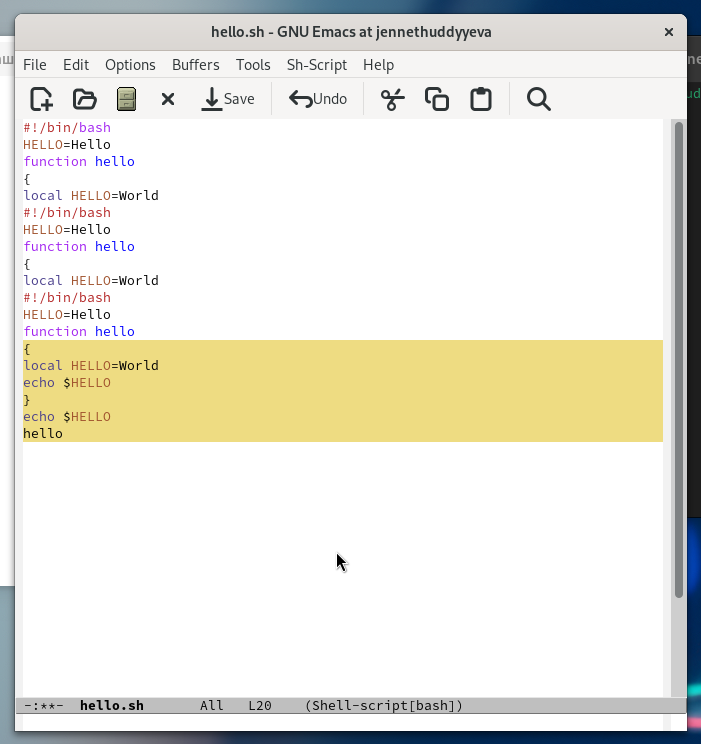 hello.sh - GNU Emacs at jennethuddyyeva
File Edit Options Buffers Tools Sh-Script Help
Save Undo
#!/bin/bash
HELLO=Hello
function hello
{
local HELLO=World
#!/bin/bash
HELLO=Hello
function hello
{
local HELLO=World
#!/bin/bash
HELLO=Hello
function hello
{
local HELLO=World
echo $HELLO
}
echo $HELLO
hello
-:**- hello.sh All L20 (Shell-script[bash])